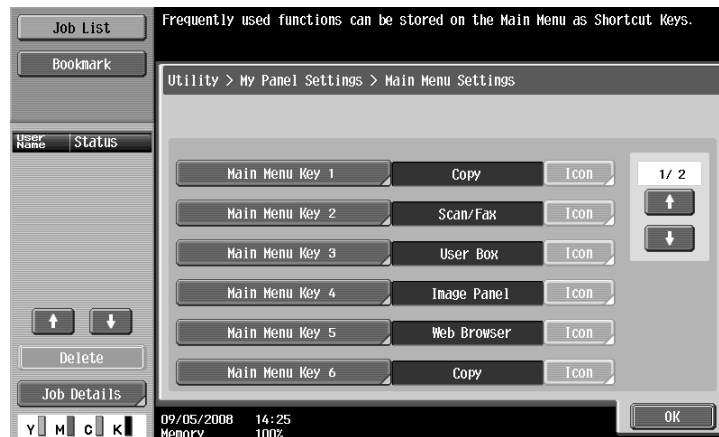 Job List
Bookmark
Frequently used functions can be stored on the Main Menu as Shortcut Keys.
Utility > My Panel Settings > Main Menu Settings
User Name Status
Main Menu Key 1 Copy Icon
Main Menu Key 2 Scan/Fax Icon
Main Menu Key 3 User Box Icon
Main Menu Key 4 Image Panel Icon
Main Menu Key 5 Web Browser Icon
Main Menu Key 6 Copy Icon
1/ 2
Delete
Job Details
Y M C K
09/05/2008 14:25
Memory 100%
OK